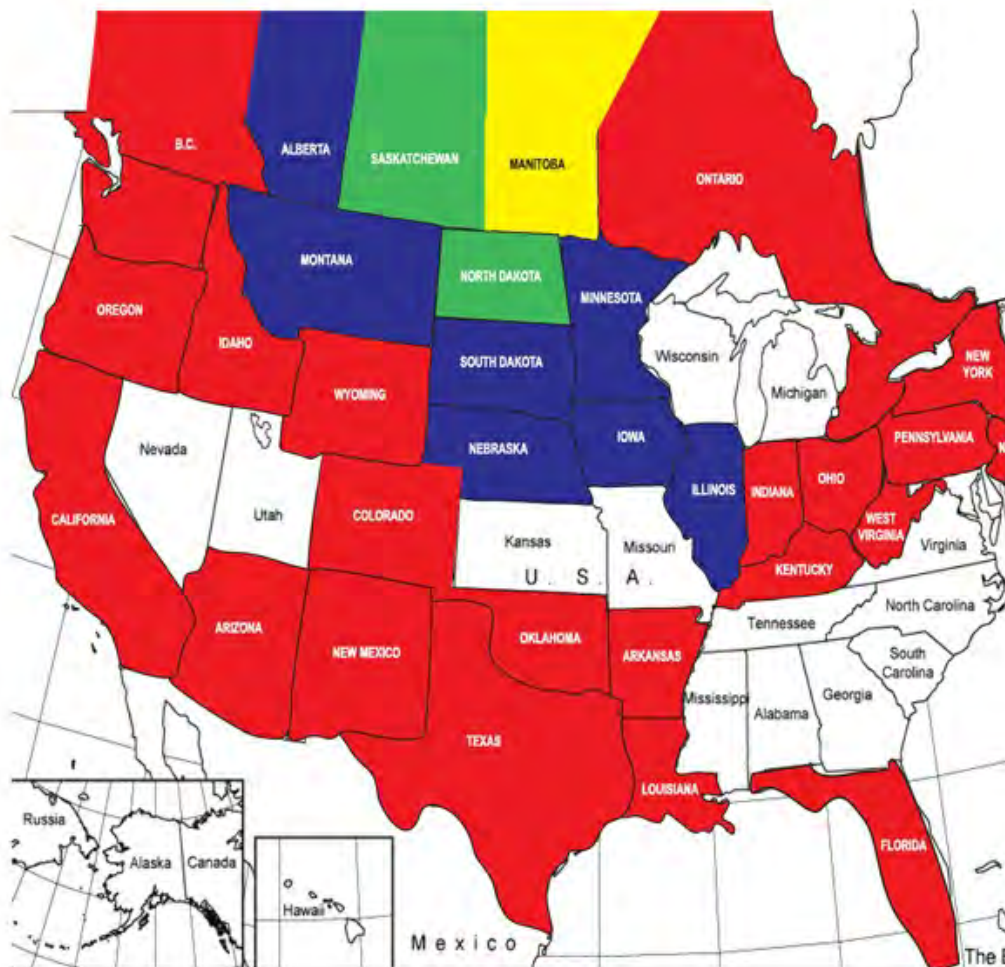 B.C.
ALBERTA
SASKATCHEWAN
MANITOBA
ONTARIO
MONTANA
NORTH DAKOTA
MINNESOTA
OREGON
IDAHO
SOUTH DAKOTA
Wisconsin
NEW
YORK
WYOMING
Michigan
Nevada
NEBRASKA
IOWA
PENNSYLVANIA
N
CALIFORNIA
Utah
COLORADO
ILLINOIS
INDIANA
OHIO
WEST
VIRGINIA
Kansas
Missouri
Virginia
U. S. A.
KENTUCKY
ARIZONA
NEW MEXICO
OKLAHOMA
ARKANSAS
Tennessee
North Carolina
South
Carolina
Mississippi
Alabama
Georgia
TEXAS
LOUISIANA
FLORIDA
Russia
Alaska
Canada
Hawaii
Mexico
The B